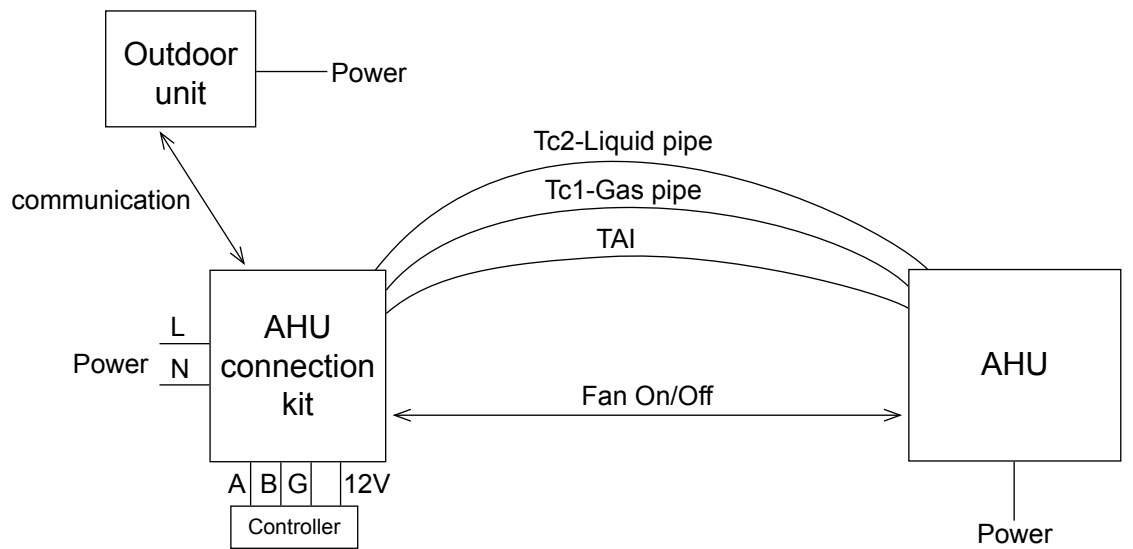 Outdoor
unit
Power
communication
Tc2-Liquid pipe
Tc1-Gas pipe
TAI
L
Power
N
AHU
connection
kit
Fan On/Off
AHU
A B G 12V
Controller
Power